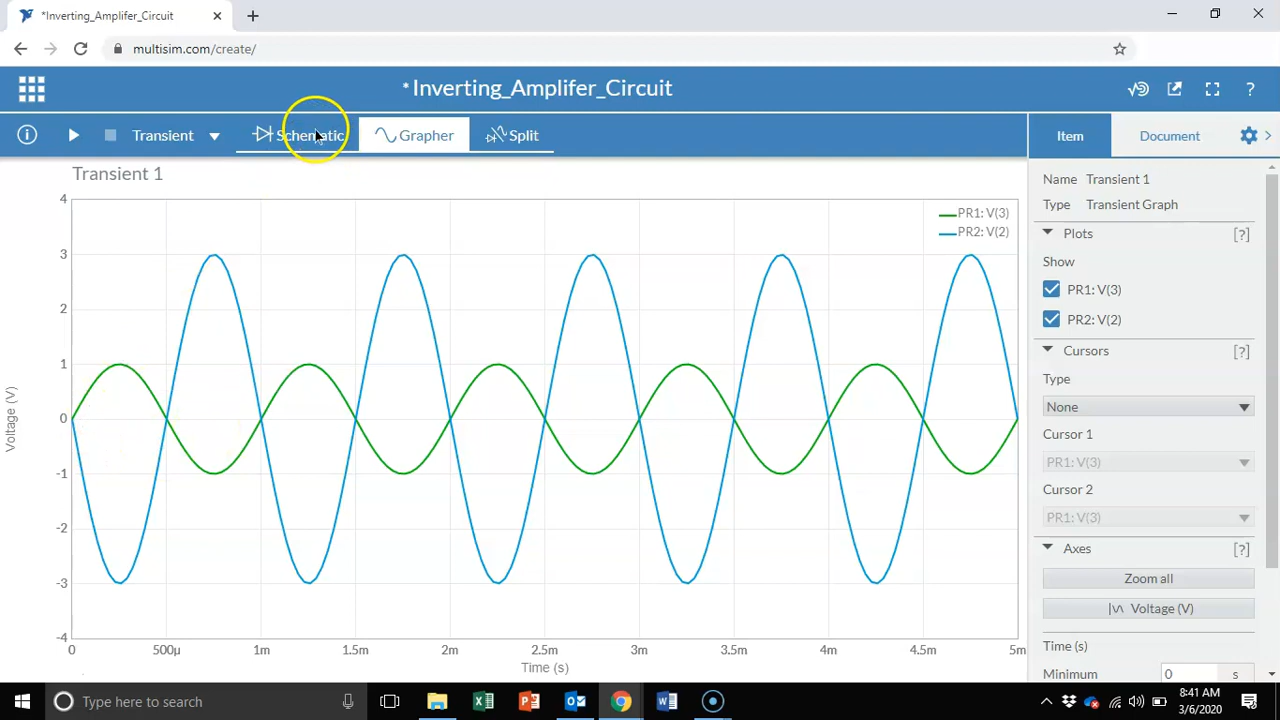 *Inverting_Amplifer_Circuit
multisim.com/create/
*Inverting_Amplifer_Circuit
Transient
Schematic
Grapher
Split
Item
Document
Transient 1
4
3
2
1
0
-1
-2
-3
-4
Voltage (V)
PR1: V(3)
PR2: V(2)
0
500µ
1m
1.5m
2m
2.5m
3m
3.5m
4m
4.5m
5m
Time (s)
Name Transient 1
Type Transient Graph
Plots [?]
Show
PR1: V(3)
PR2: V(2)
Cursors [?]
Type
None
Cursor 1
PR1: V(3)
Cursor 2
PR1: V(3)
Axes [?]
Zoom all
Voltage (V)
Time (s)
Minimum 0 s
Type here to search
8:41 AM
3/6/2020